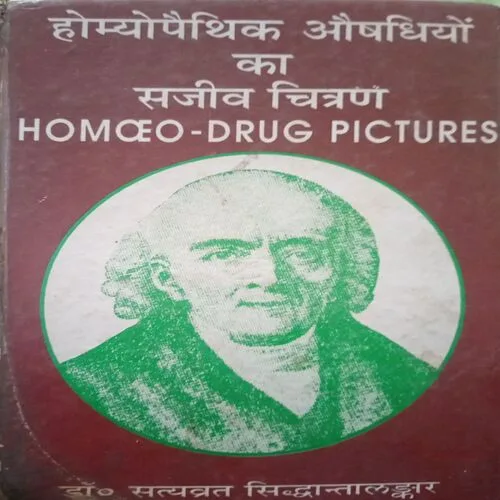 होम्योपैथिक औषधियों
का
सजीव चित्रण
HOMŒO-DRUG PICTURES
डॉ० सत्यव्रत सिद्धान्तालङ्कार